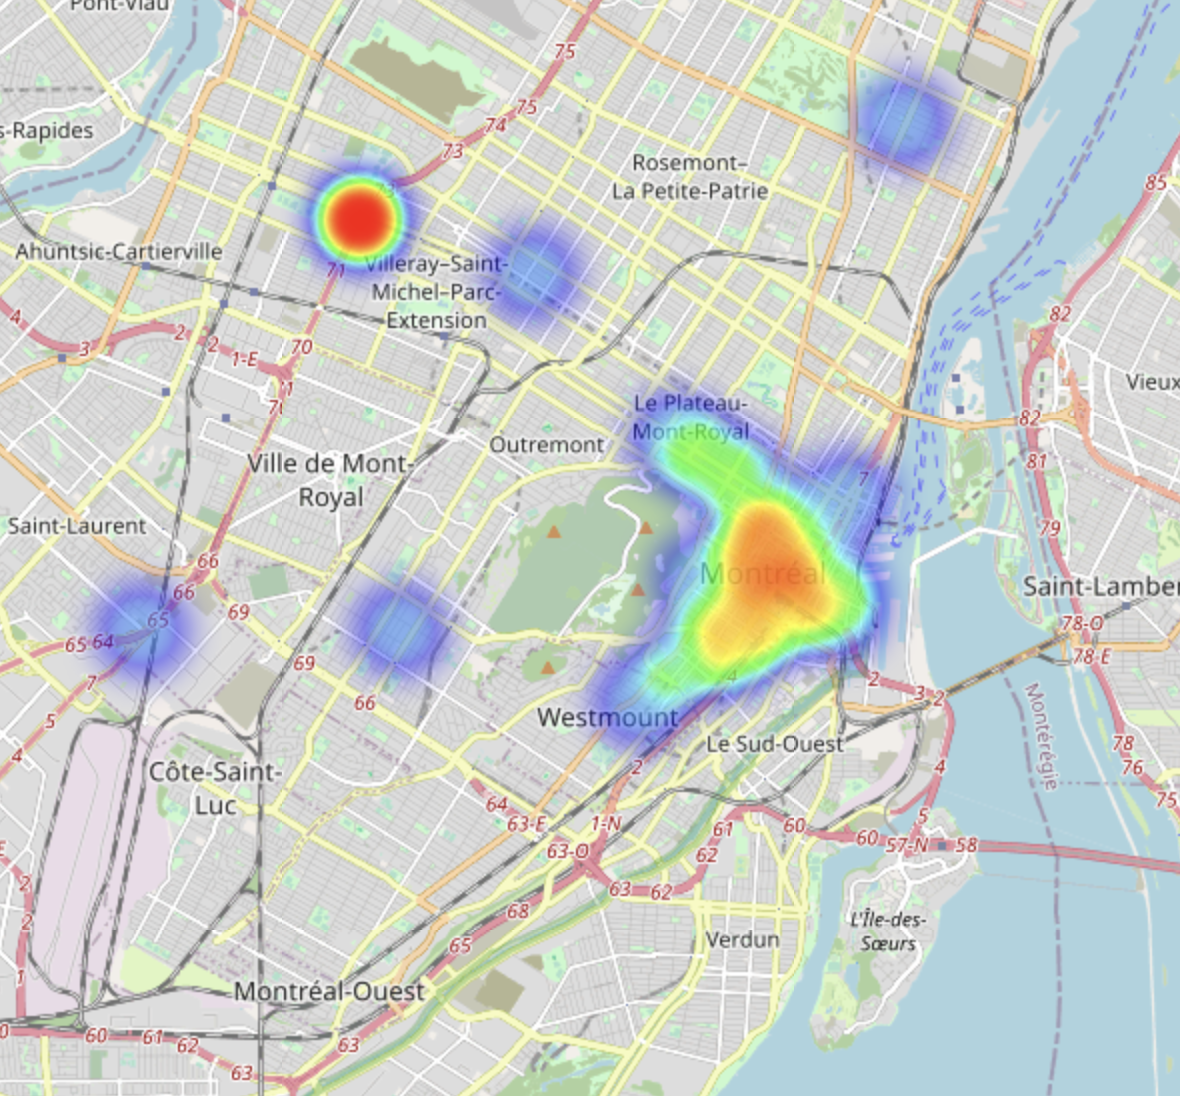 Pont-Viau
75
75
74
73
s-Rapides
85
Rosemont–
La Petite-Patrie
Ahuntsic-Cartierville
71
Villeray–Saint-
Michel–Parc-
Extension
4
3
2
2
1-E
70
71
82
Vieux
82
81
Le Plateau-
Mont-Royal
Outremont
Ville de Mont-
Royal
7
Saint-Laurent
79
66
66
69
65
65
64
Montréal
Saint-Lamber
78-O
78-E
7
5
4
69
66
4
2
3
2
Westmount
Le Sud-Ouest
Montérégie
78
76
75
2
4
5
Côte-Saint-
Luc
64
63-E
1-N
63-O
61
62
60
60
57-N
58
63
62
68
65
2
2
1
L'Île-des-
Sœurs
Verdun
Montréal-Ouest
60
61
62
63
63